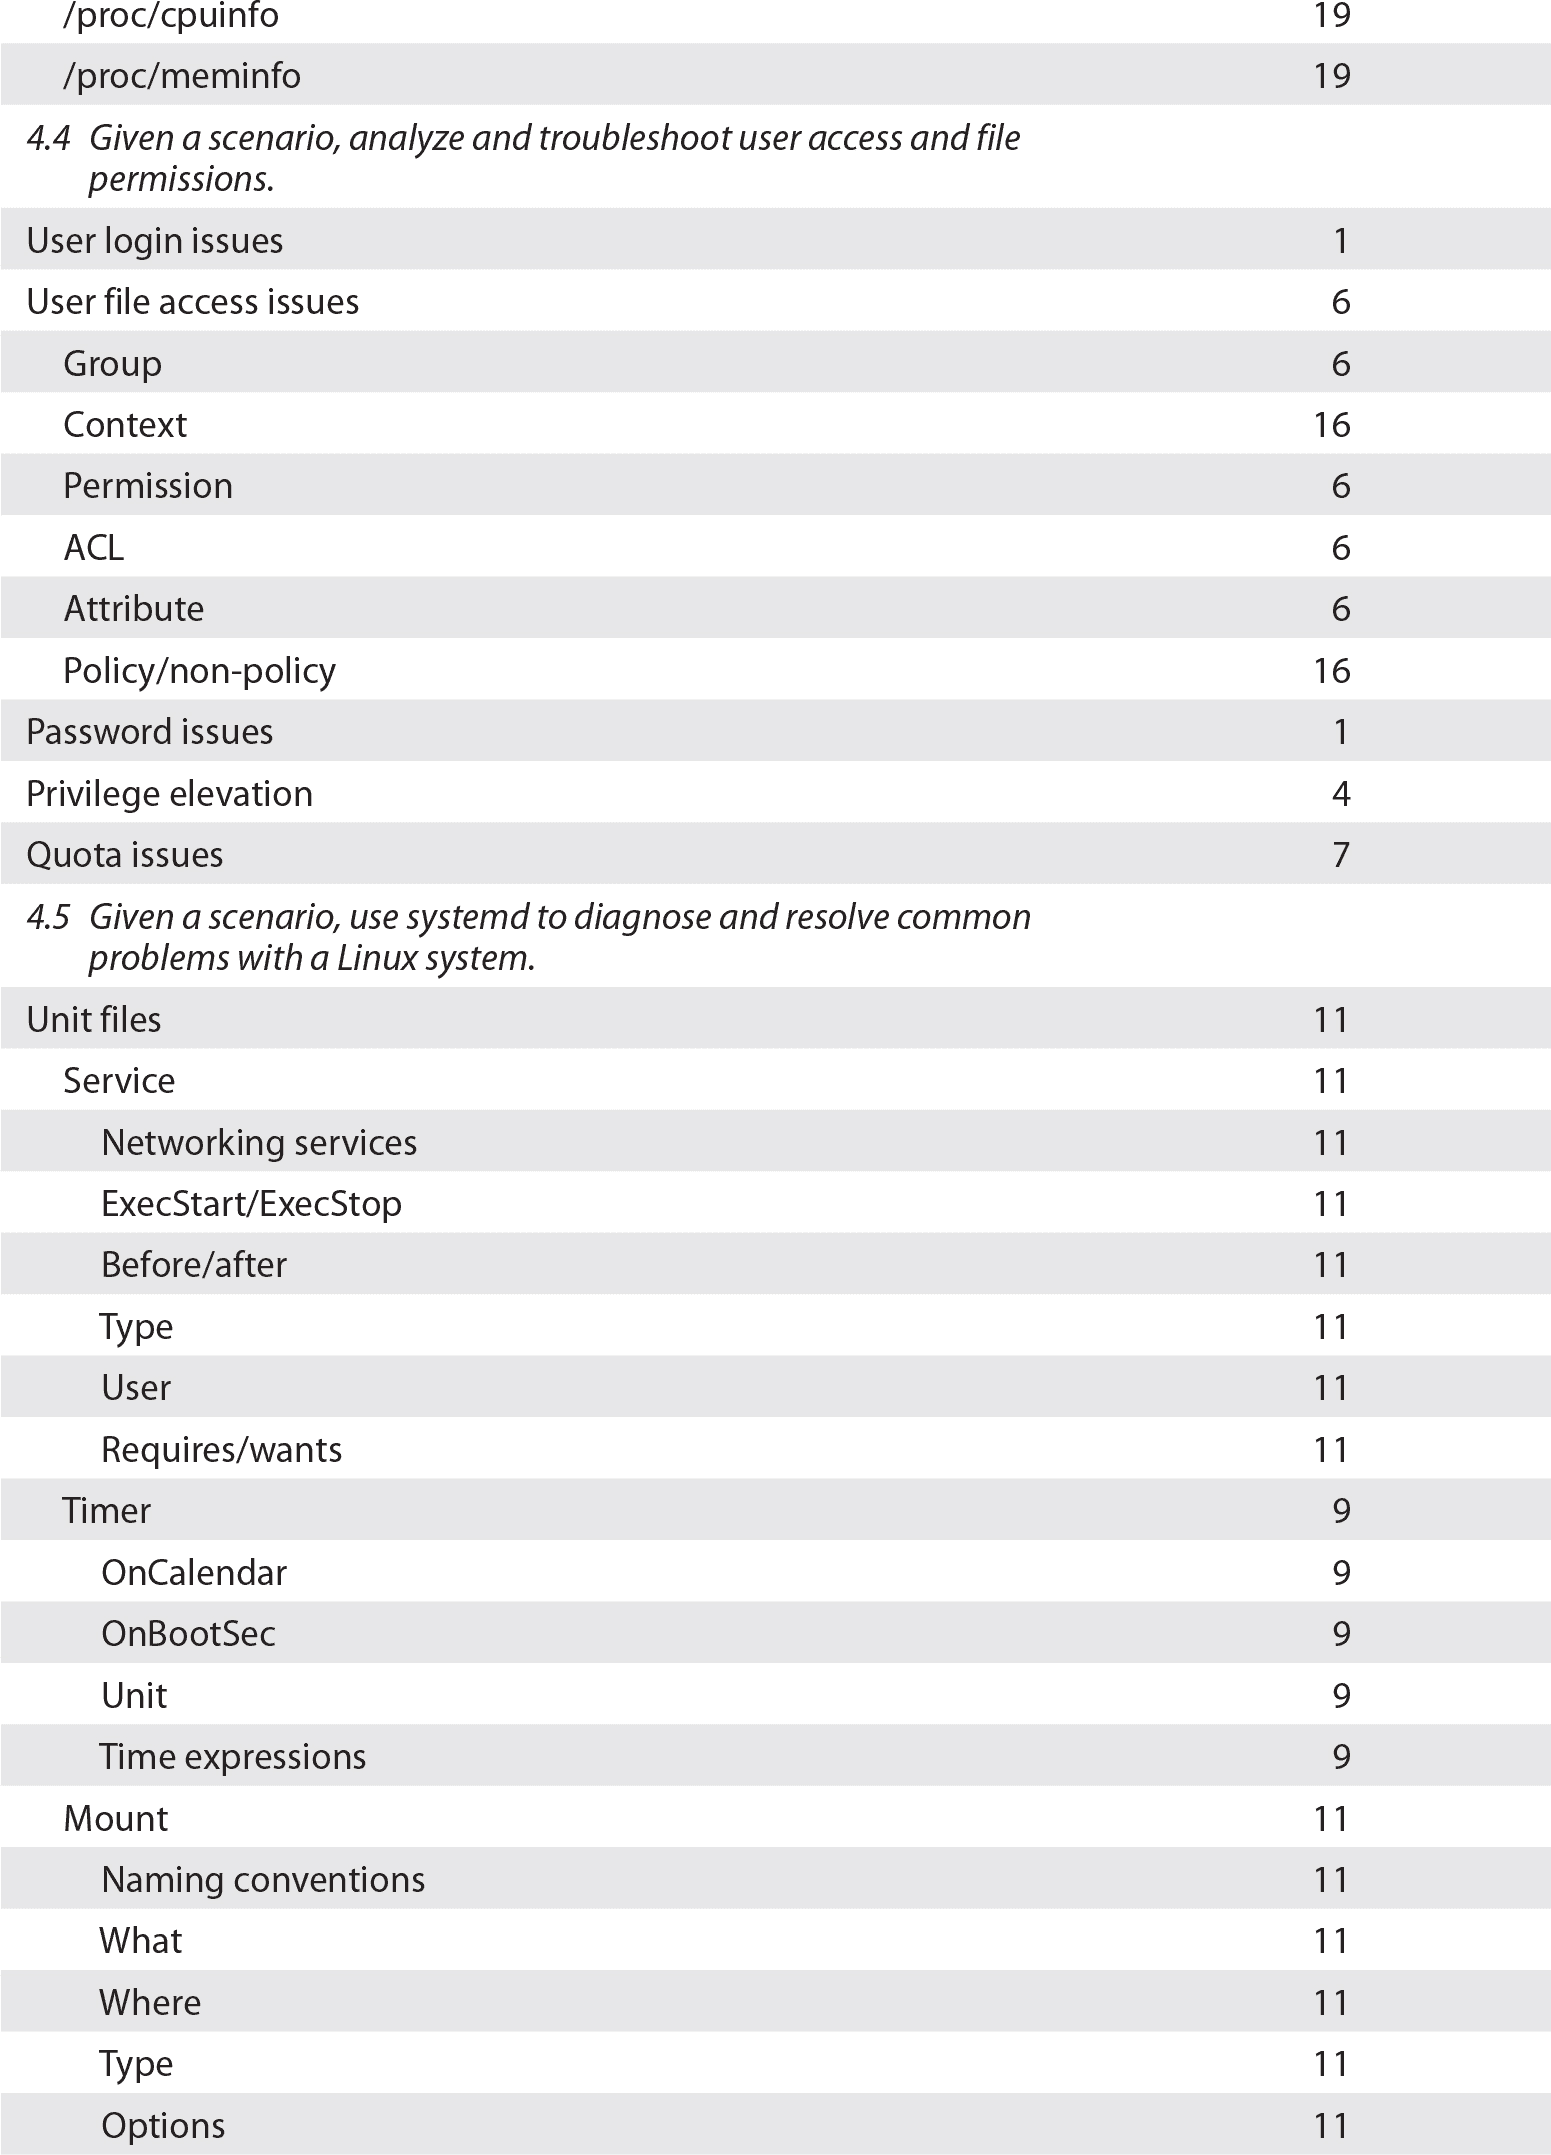 /proc/cpuinfo 19
/proc/meminfo 19
4.4 Given a scenario, analyze and troubleshoot user access and file
permissions.
User login issues 1
User file access issues 6
Group 6
Context 16
Permission 6
ACL 6
Attribute 6
Policy/non-policy 16
Password issues 1
Privilege elevation 4
Quota issues 7
4.5 Given a scenario, use systemd to diagnose and resolve common
problems with a Linux system.
Unit files 11
Service 11
Networking services 11
ExecStart/ExecStop 11
Before/after 11
Type 11
User 11
Requires/wants 11
Timer 9
OnCalendar 9
OnBootSec 9
Unit 9
Time expressions 9
Mount 11
Naming conventions 11
What 11
Where 11
Type 11
Options 11